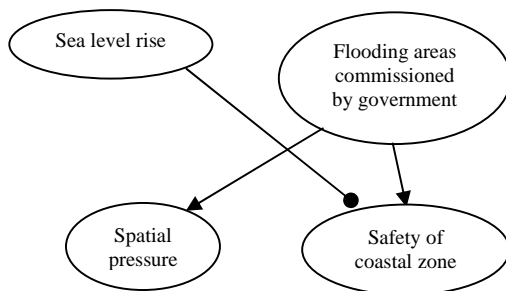 Sea level rise
Flooding areas
commissioned
by government
Spatial
pressure
Safety of
coastal zone